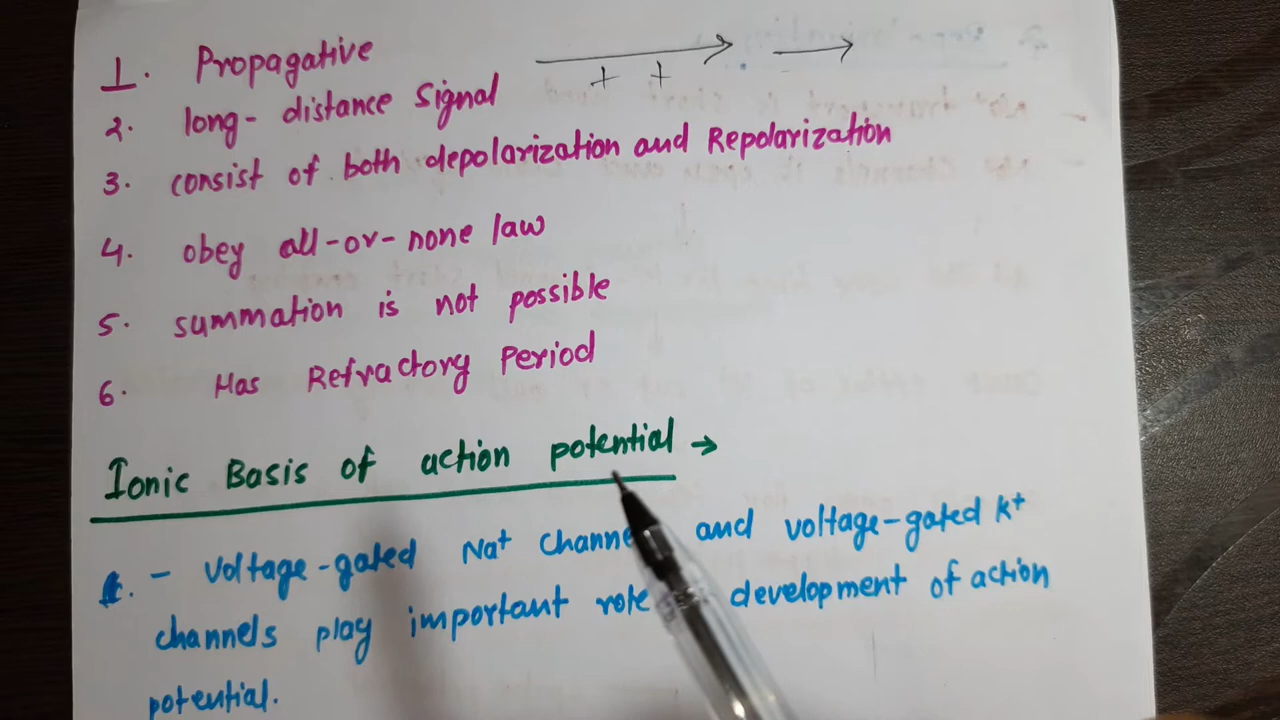 1. Propagative
2. long-distance Signal
3. consist of both depolarization and Repolarization
4. obey all-or-none law
5. summation is not possible
6. Has Refractory Period
Ionic Basis of action potential →
- Voltage-gated Na+ and voltage-gated K+
channels play important development of action
potential.